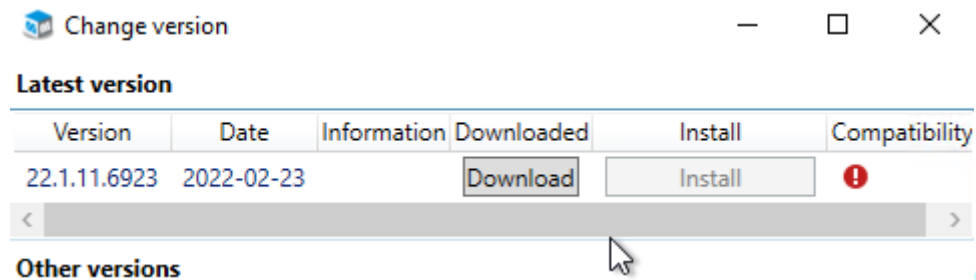 Change version
Latest version
Version Date Information Downloaded Install Compatibility
22.1.11.6923 2022-02-23 Download Install
Other versions